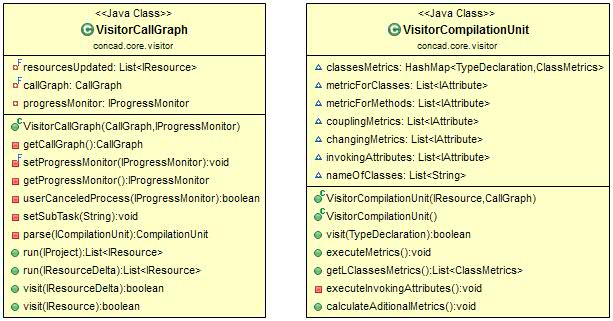 <<Java Class>>
VisitorCallGraph
concad.core.visitor
resourcesUpdated: List<IResource>
callGraph: CallGraph
progressMonitor: IProgressMonitor
VisitorCallGraph(CallGraph,IProgressMonitor)
getCallGraph():CallGraph
setProgressMonitor(IProgressMonitor):void
getProgressMonitor():IProgressMonitor
userCanceledProcess(IProgressMonitor):boolean
setSubTask(String):void
parse(ICompilationUnit):CompilationUnit
run(IProject):List<IResource>
run(IResourceDelta):List<IResource>
visit(IResourceDelta):boolean
visit(IResource):boolean
<<Java Class>>
VisitorCompilationUnit
concad.core.visitor
classesMetrics: HashMap<TypeDeclaration,ClassMetrics>
metricForClasses: List<IAttribute>
metricForMethods: List<IAttribute>
couplingMetrics: List<IAttribute>
changingMetrics: List<IAttribute>
invokingAttributes: List<IAttribute>
nameOfClasses: List<String>
VisitorCompilationUnit(IResource,CallGraph)
VisitorCompilationUnit()
visit(TypeDeclaration):boolean
executeMetrics():void
getLClassesMetrics():List<ClassMetrics>
executeInvokingAttributes():void
calculateAditionalMetrics():void